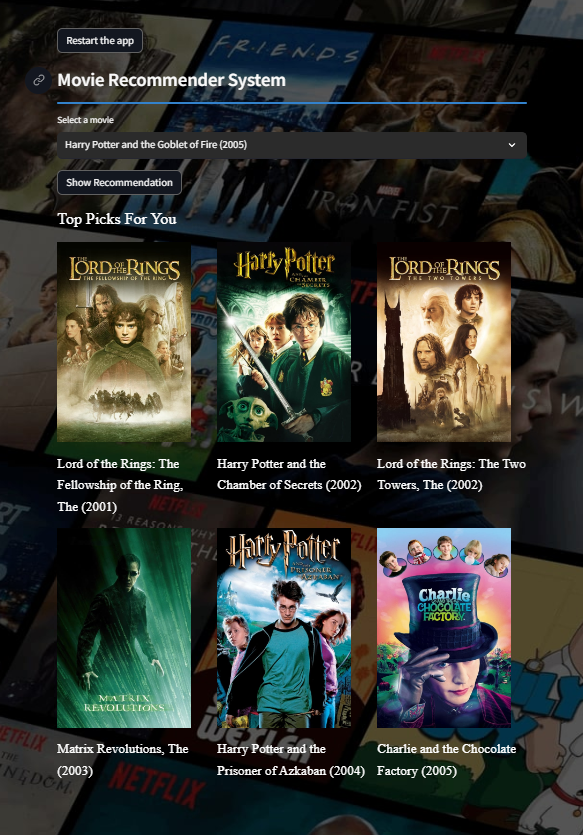 Restart the app
FRIENDS
Movie Recommender System
Select a movie
Harry Potter and the Goblet of Fire (2005)
Show Recommendation
MARVEL
IRON FIST
Top Picks For You
THE
LORD OF THE RINGS
THE FELLOWSHIP OF THE RING
Harry Potter
AND THE
CHAMBER
OF SECRETS
THE
LORD OF THE RINGS
THE TWO TOWERS
Lord of the Rings: The
Fellowship of the Ring,
The (2001)
Harry Potter and the
Chamber of Secrets (2002)
Lord of the Rings: The Two
Towers, The (2002)
NETFLIX
13 REASONS WHY
MATRIX
REVOLUTIONS
Harry Potter
AND THE
PRISONER OF
AZKABAN
Charlie
AND THE
CHOCOLATE
FACTORY
Matrix Revolutions, The
(2003)
Harry Potter and the
Prisoner of Azkaban (2004)
Charlie and the Chocolate
Factory (2005)
NETFLIX
NETFLIX